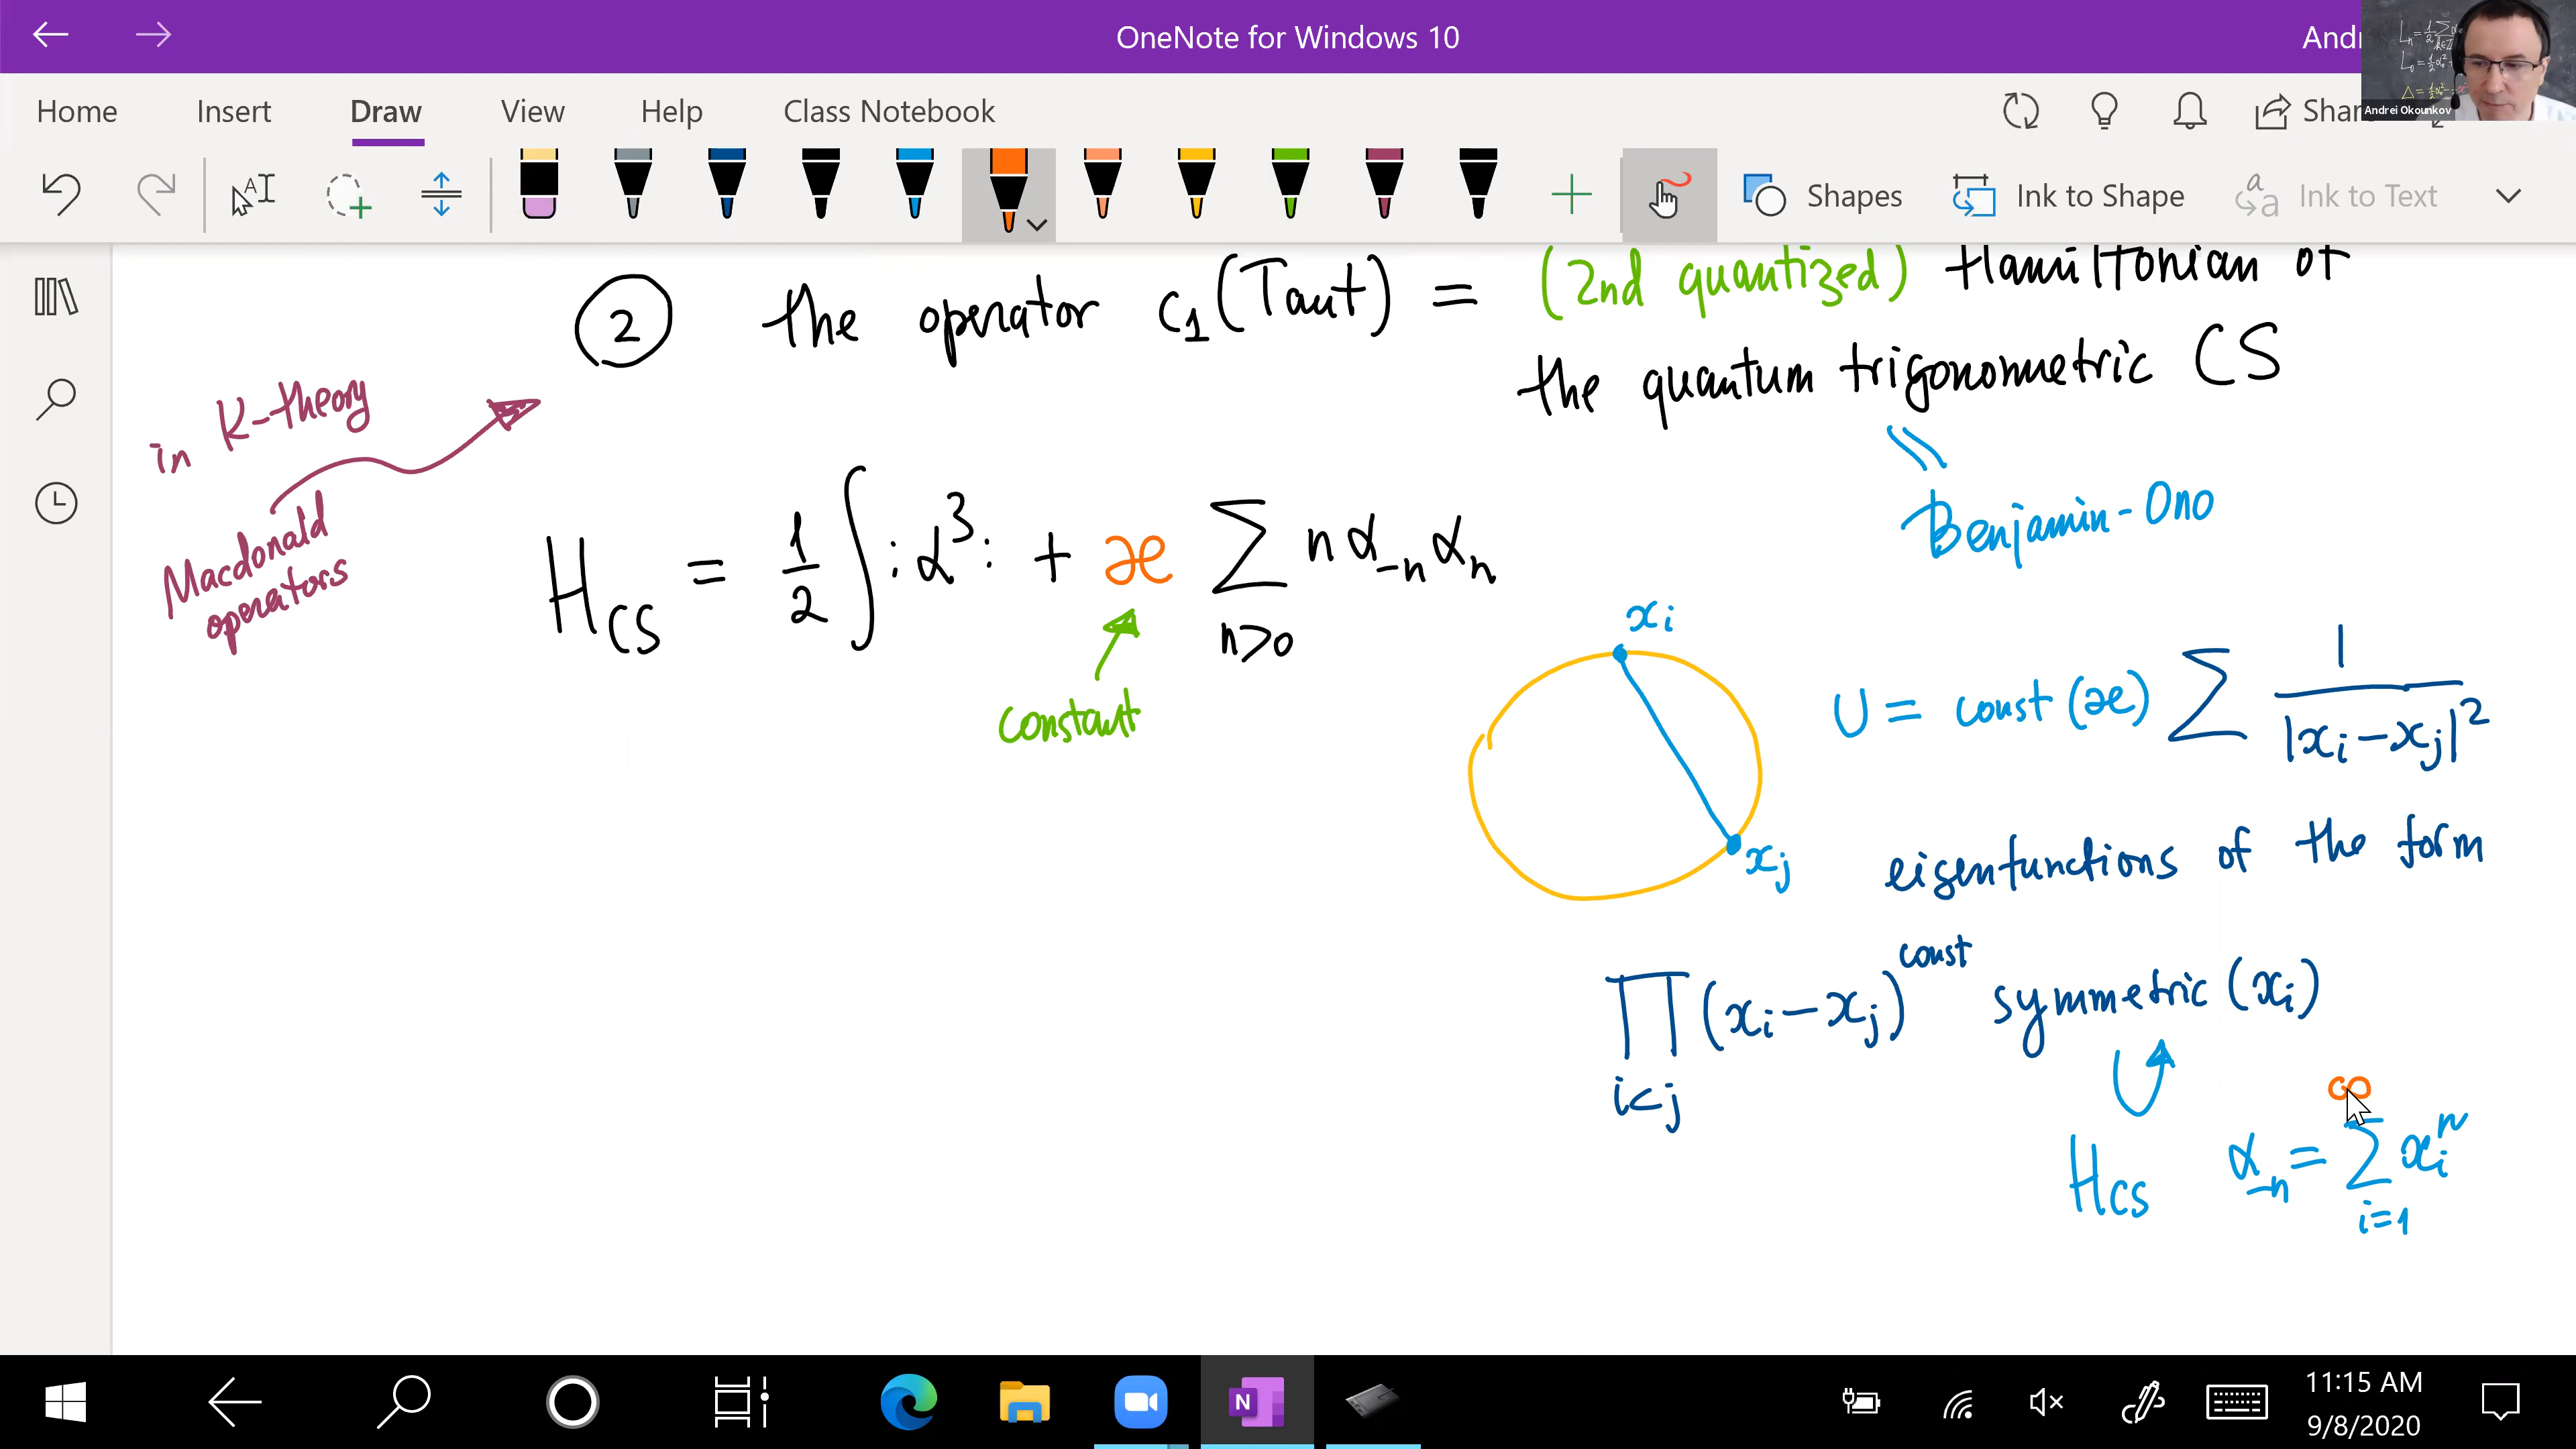 OneNote for Windows 10
Andrei Okounkov
Home Insert Draw View Help Class Notebook
Shapes Ink to Shape Ink to Text
② the operator c₁(Taut) = (2nd quantized) Hamiltonian of
the quantum trigonometric CS
in K-theory
Macdonald
operators
Benjamin-Ono
H_CS = 1/2 ∫ :α³: + æ Σ_{n>0} n α_{-n} α_n
constant
x_i
x_j
U = const (æ) Σ 1/|x_i - x_j|²
eigenfunctions of the form
∏_{i<j} (x_i - x_j)^{const} symmetric (x_i)
H_CS α_{-n} = Σ_{i=1}^{∞} x_i^n
11:15 AM
9/8/2020